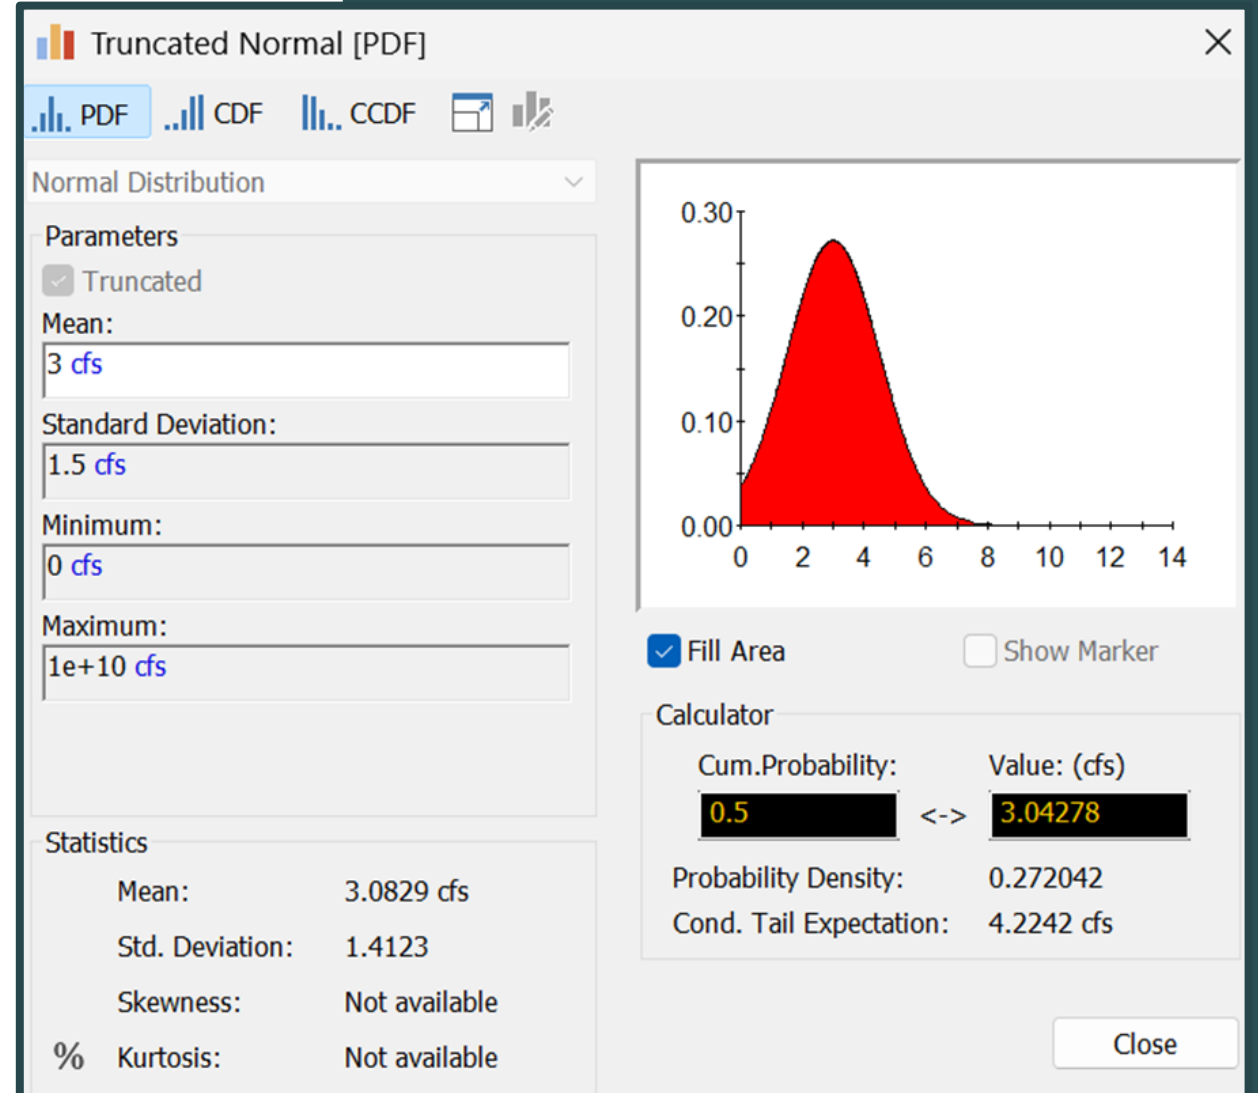 Truncated Normal [PDF]
PDF CDF CCDF
Normal Distribution
Parameters
Truncated
Mean:
3 cfs
Standard Deviation:
1.5 cfs
Minimum:
0 cfs
Maximum:
1e+10 cfs
Statistics
Mean: 3.0829 cfs
Std. Deviation: 1.4123
Skewness: Not available
% Kurtosis: Not available
0.30
0.20
0.10
0.00
0 2 4 6 8 10 12 14
Fill Area Show Marker
Calculator
Cum.Probability: Value: (cfs)
0.5 <-> 3.04278
Probability Density: 0.272042
Cond. Tail Expectation: 4.2242 cfs
Close